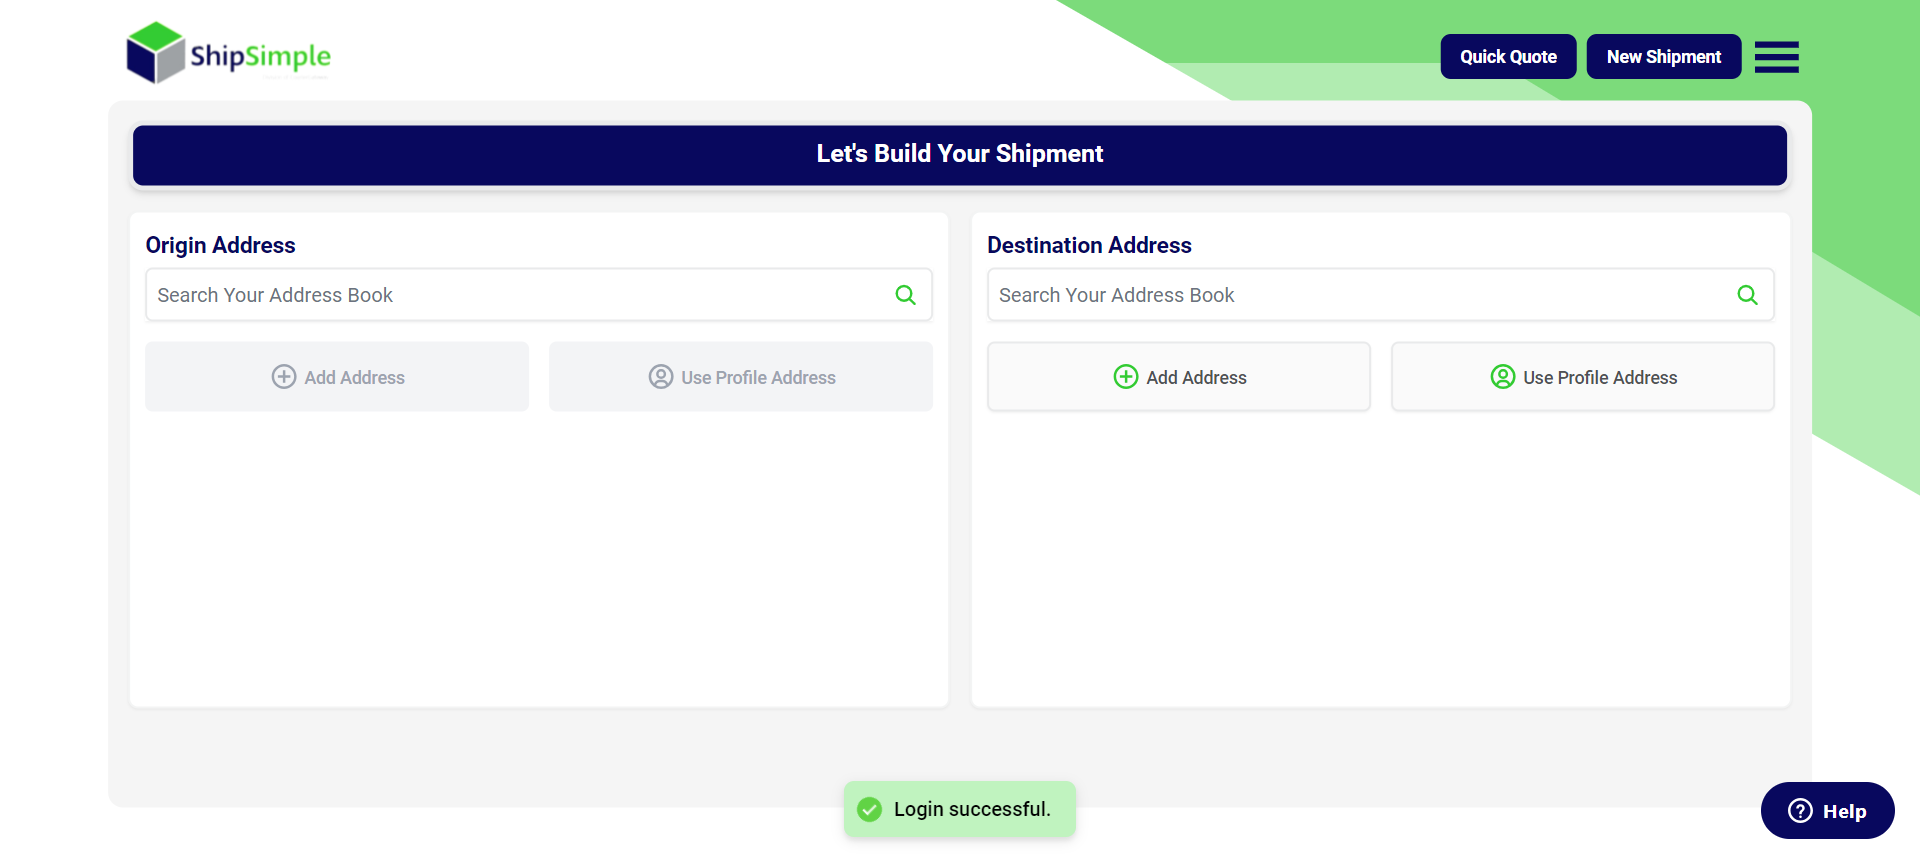 ShipSimple
Quick Quote
New Shipment
Let's Build Your Shipment
Origin Address
Search Your Address Book
Add Address
Use Profile Address
Destination Address
Search Your Address Book
Add Address
Use Profile Address
Login successful.
Help